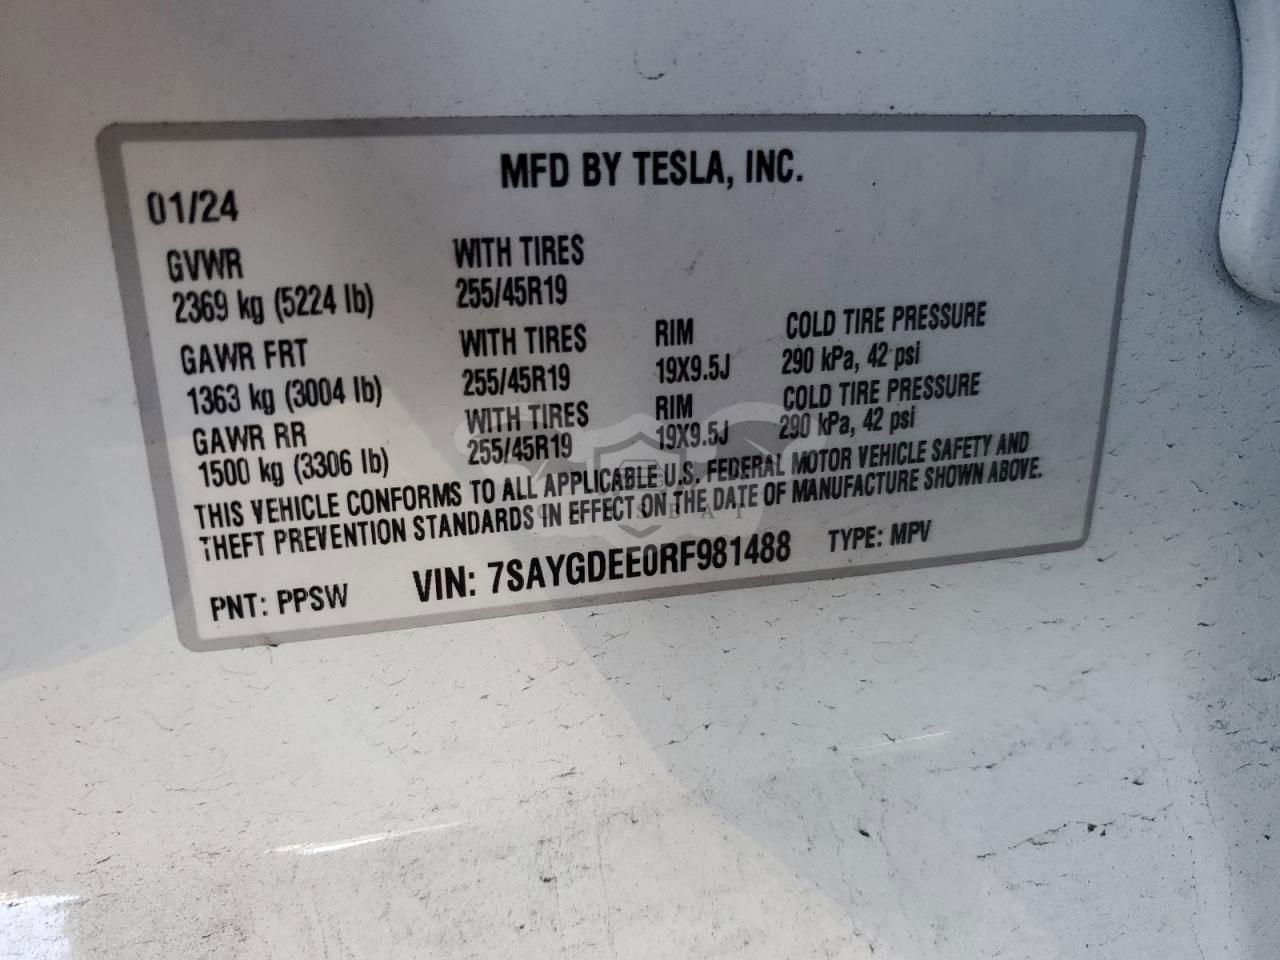 MFD BY TESLA, INC.
01/24
GVWR WITH TIRES
2369 kg (5224 lb) 255/45R19
GAWR FRT WITH TIRES RIM COLD TIRE PRESSURE
1363 kg (3004 lb) 255/45R19 19X9.5J 290 kPa, 42 psi
GAWR RR WITH TIRES RIM COLD TIRE PRESSURE
1500 kg (3306 lb) 255/45R19 19X9.5J 290 kPa, 42 psi
THIS VEHICLE CONFORMS TO ALL APPLICABLE U.S. FEDERAL MOTOR VEHICLE SAFETY AND
THEFT PREVENTION STANDARDS IN EFFECT ON THE DATE OF MANUFACTURE SHOWN ABOVE.
PNT: PPSW VIN: 7SAYGDEE0RF981488 TYPE: MPV